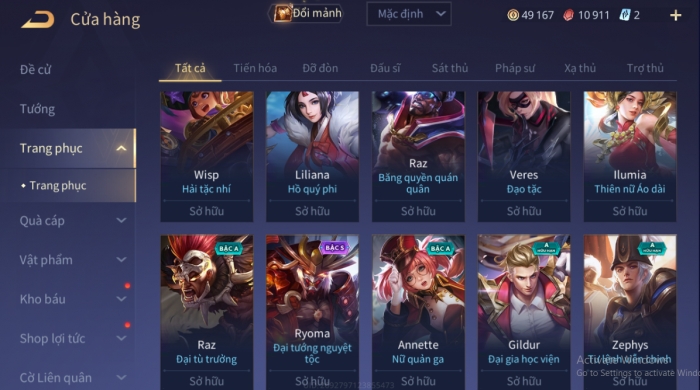 Cửa hàng
Đổi mảnh
Mặc định
49 167
10 911
2
+
Đề cử
Tướng
Trang phục
Trang phục
Quà cáp
Vật phẩm
Kho báu
Shop lợi tức
Cờ Liên quân
Tất cả
Tiến hóa
Đỡ đòn
Đấu sĩ
Sát thủ
Pháp sư
Xạ thủ
Trợ thủ
Wisp
Hải tặc nhí
Sở hữu
Liliana
Hồ quý phi
Sở hữu
Raz
Băng quyền quán
quân
Sở hữu
Veres
Đạo tặc
Sở hữu
Ilumia
Thiên nữ Áo dài
Sở hữu
BẬC A
Raz
Đại tù trưởng
Sở hữu
BẬC S
Ryoma
Đại tướng nguyệt
tộc
BẬC A
Annette
Nữ quản gia
Sở hữu
A
HỮU HẠN
Gildur
Đại gia học viện
Sở hữu
A
HỮU HẠN
Zephys
Tư lệnh viễn chinh
Activate Windows
Go to Settings to activate Wind